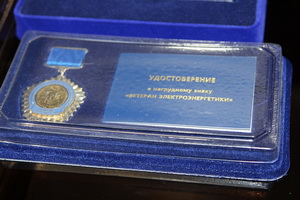 УДОСТОВЕРЕНИЕ
к нагрудному знаку
«ВЕТЕРАН ЭЛЕКТРОЭНЕРГЕТИКИ»